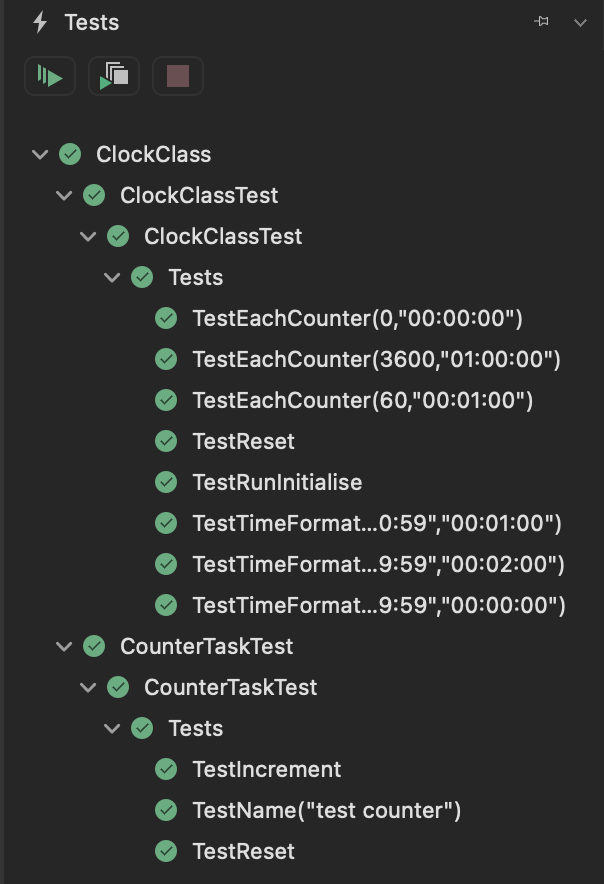 Tests
ClockClass
ClockClassTest
ClockClassTest
Tests
TestEachCounter(0,"00:00:00")
TestEachCounter(3600,"01:00:00")
TestEachCounter(60,"00:01:00")
TestReset
TestRunInitialise
TestTimeFormat...0:59","00:01:00")
TestTimeFormat...9:59","00:02:00")
TestTimeFormat...9:59","00:00:00")
CounterTaskTest
CounterTaskTest
Tests
TestIncrement
TestName("test counter")
TestReset